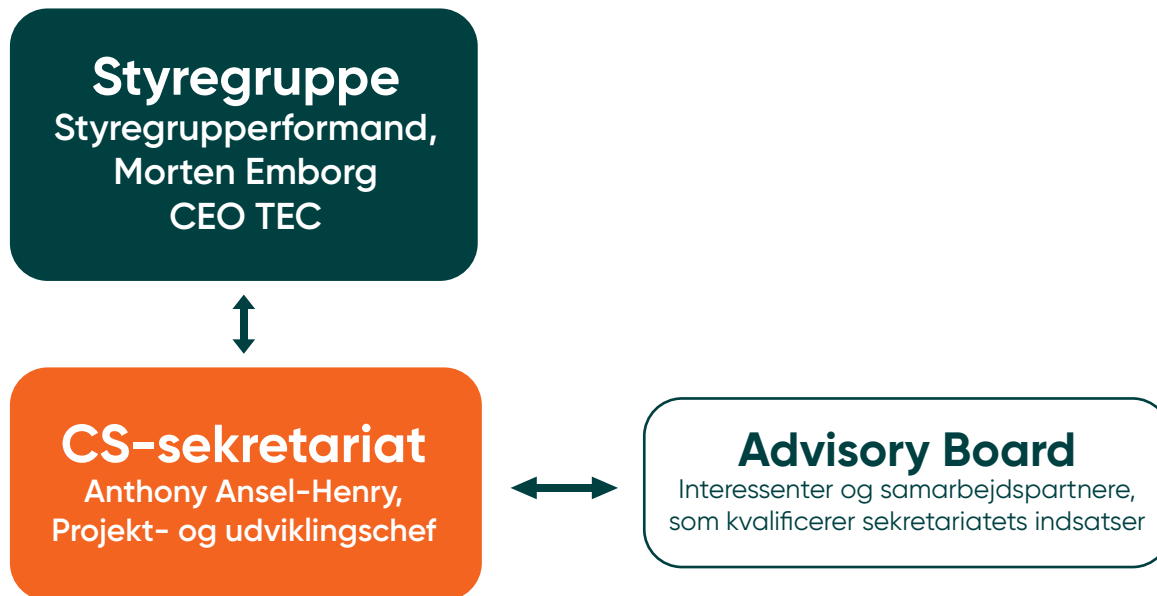 Styregruppe
Styregrupperformand,
Morten Emborg
CEO TEC
CS-sekretariat
Anthony Ansel-Henry,
Projekt- og udviklingschef
Advisory Board
Interessenter og samarbejdspartnere,
som kvalificerer sekretariatets indsatser